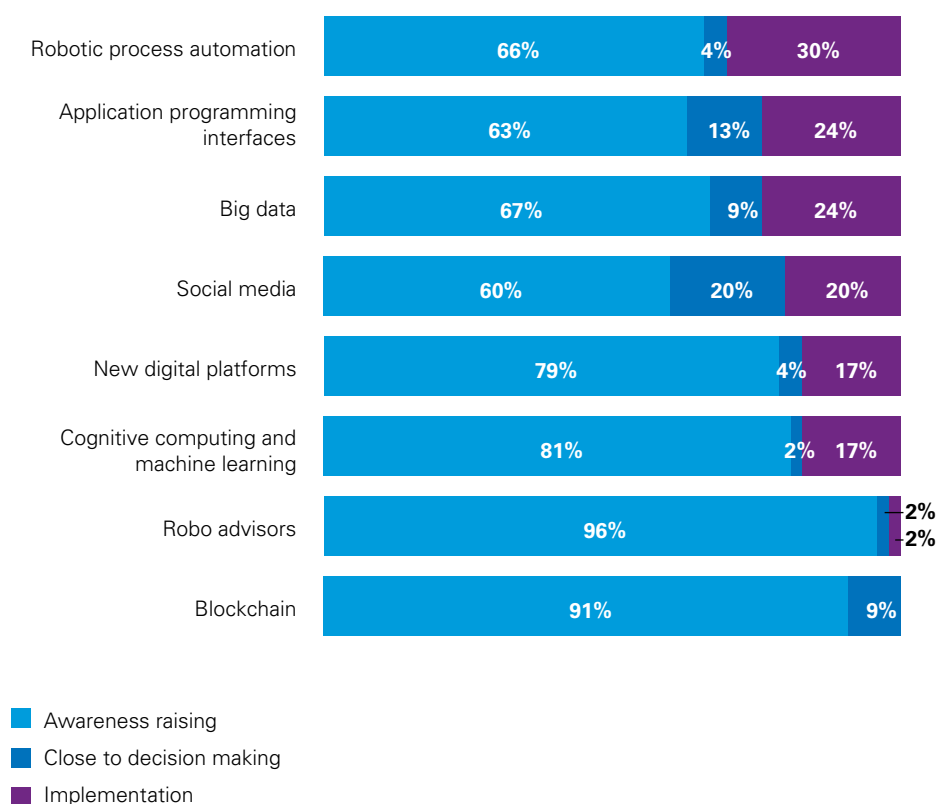 Robotic process automation 66% 4% 30%
Application programming
interfaces 63% 13% 24%
Big data 67% 9% 24%
Social media 60% 20% 20%
New digital platforms 79% 4% 17%
Cognitive computing and
machine learning 81% 2% 17%
Robo advisors 96% 2%
2%
Blockchain 91% 9%
Awareness raising
Close to decision making
Implementation